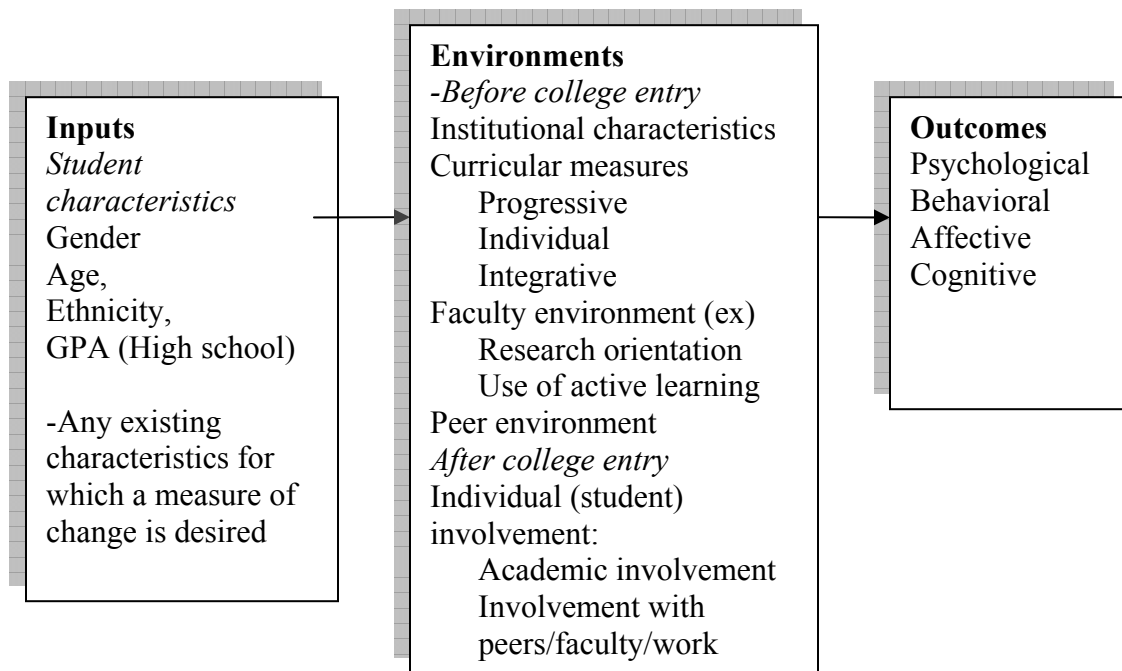 Inputs
Student
characteristics
Gender
Age,
Ethnicity,
GPA (High school)
-Any existing
characteristics for
which a measure of
change is desired
Environments
-Before college entry
Institutional characteristics
Curricular measures
Progressive
Individual
Integrative
Faculty environment (ex)
Research orientation
Use of active learning
Peer environment
After college entry
Individual (student)
involvement:
Academic involvement
Involvement with
peers/faculty/work
Outcomes
Psychological
Behavioral
Affective
Cognitive